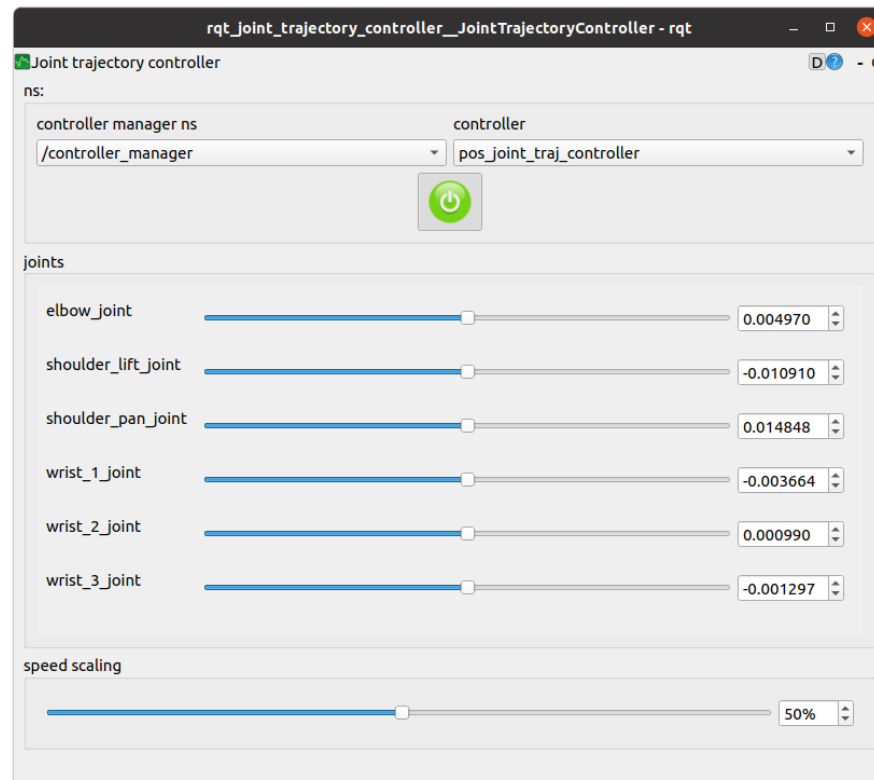 rqt_joint_trajectory_controller__JointTrajectoryController - rqt
Joint trajectory controller
D ? -
ns:
controller manager ns controller
/controller_manager pos_joint_traj_controller
joints
elbow_joint 0.004970
shoulder_lift_joint -0.010910
shoulder_pan_joint 0.014848
wrist_1_joint -0.003664
wrist_2_joint 0.000990
wrist_3_joint -0.001297
speed scaling
50%